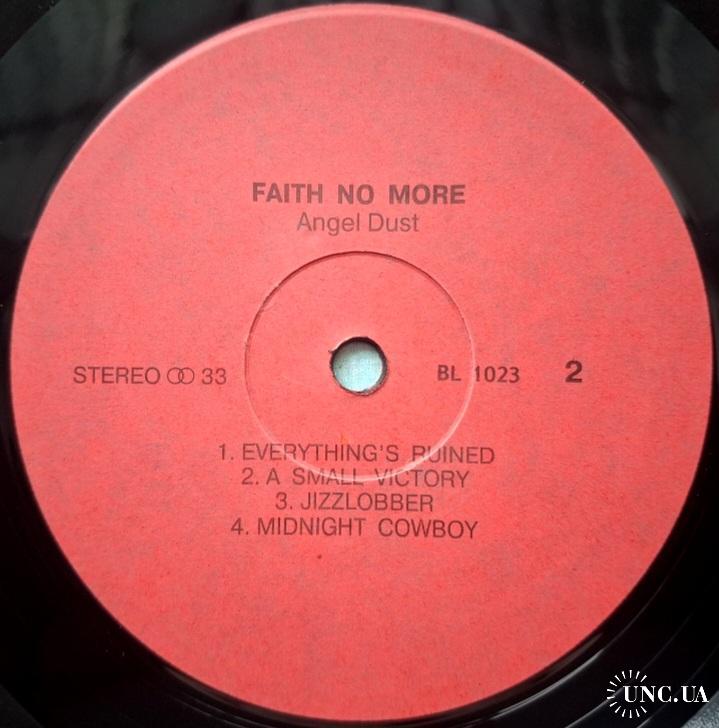 FAITH NO MORE
Angel Dust
STEREO ꝏ 33 BL 1023 2
1. EVERYTHING'S RUINED
2. A SMALL VICTORY
3. JIZZLOBBER
4. MIDNIGHT COWBOY
UNC.UA